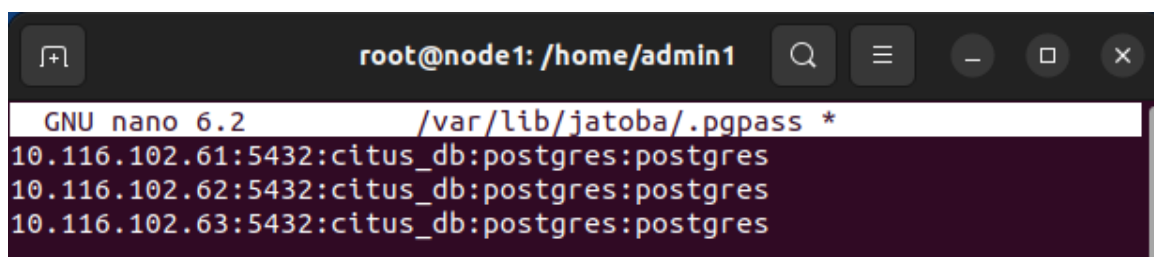 root@node1: /home/admin1
GNU nano 6.2 /var/lib/jatoba/.pgpass *
10.116.102.61:5432:citus_db:postgres:postgres
10.116.102.62:5432:citus_db:postgres:postgres
10.116.102.63:5432:citus_db:postgres:postgres